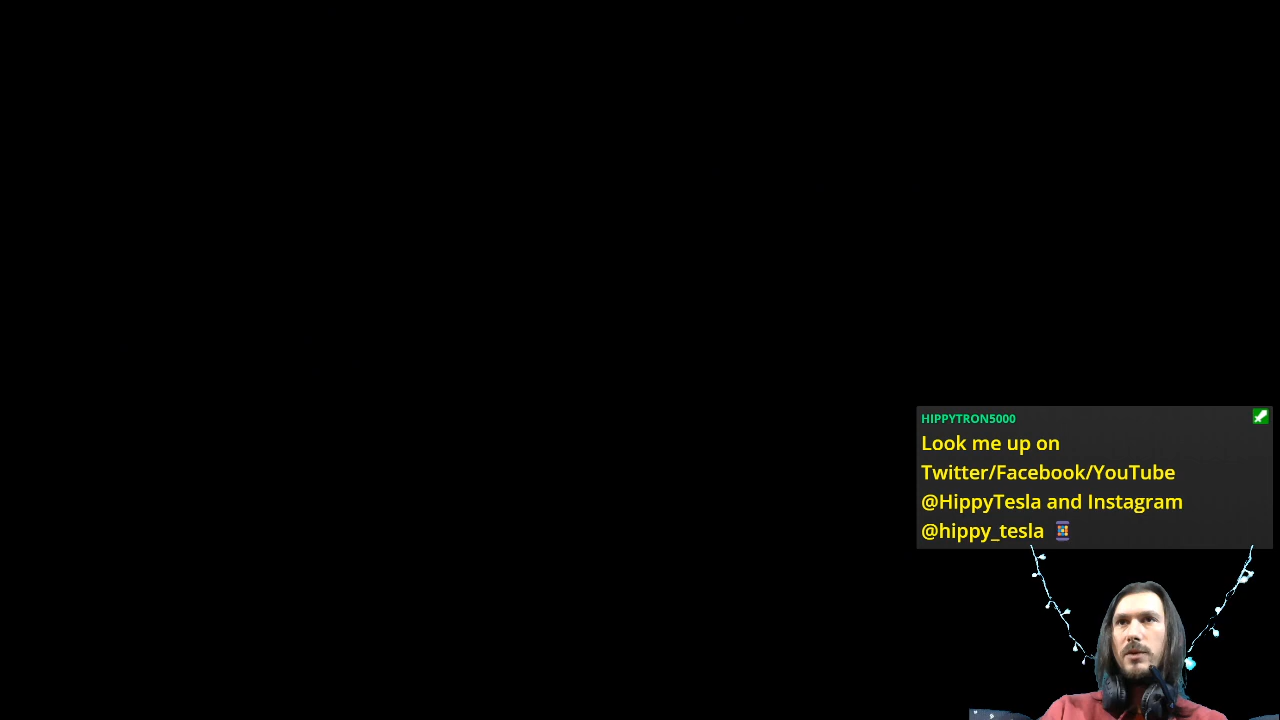 HIPPYTRON5000
Look me up on
Twitter/Facebook/YouTube
@HippyTesla and Instagram
@hippy_tesla